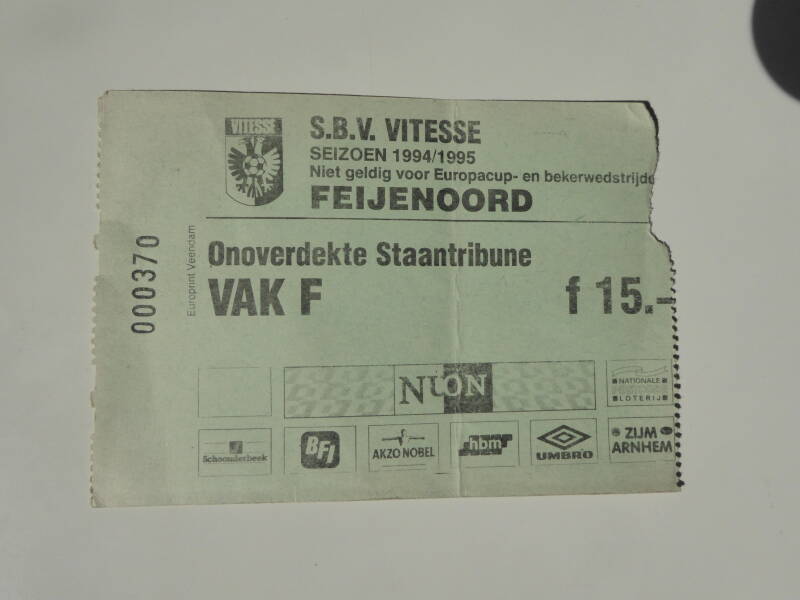 VITESSE
S.B.V. VITESSE
SEIZOEN 1994/1995
Niet geldig voor Europacup- en bekerwedstrijde
FEIJENOORD
000370
Europrint Veendam
Onoverdekte Staantribune
VAK F
f 15.-
NUON
NATIONALE
LOTERIJ
Schoonderbeek
BFI
AKZO NOBEL
hbm
UMBRO
ZIJM
ARNHEM